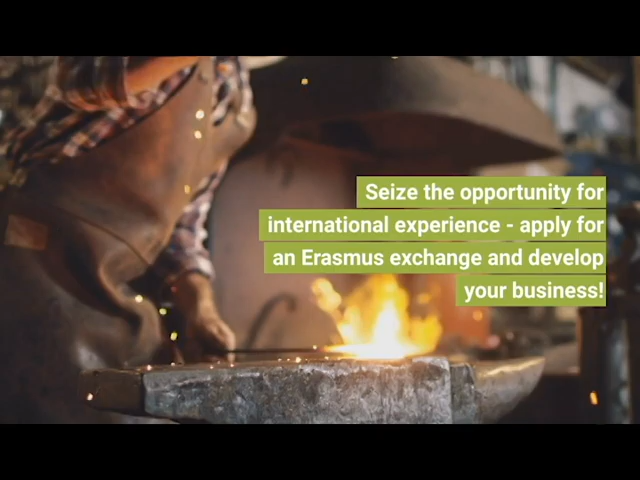 Seize the opportunity for
international experience - apply for
an Erasmus exchange and develop
your business!